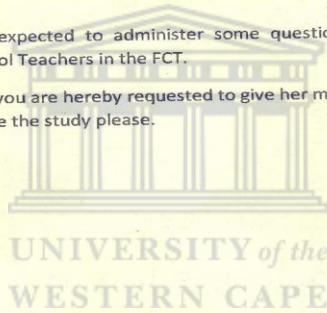 expected to administer some questio
ol Teachers in the FCT.
you are hereby requested to give her m
e the study please.
UNIVERSITY of the
WESTERN CAPE